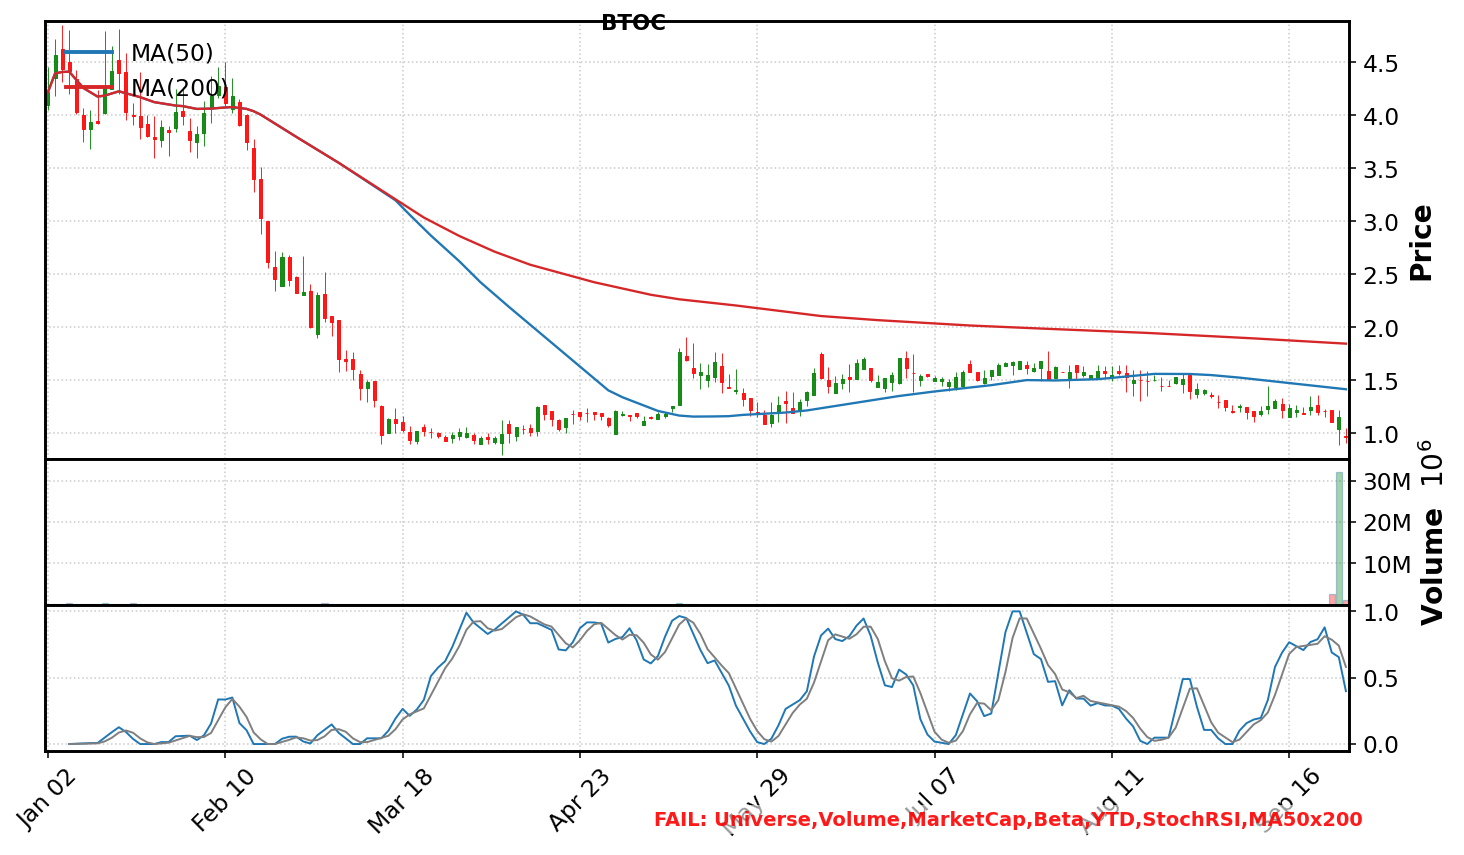 BTOC
MA(50)
MA(200)
4.5
4.0
3.5
3.0
2.5
2.0
1.5
1.0
Price
30M
20M
10M
Volume 10^6
1.0
0.5
0.0
Jan 02
Feb 10
Mar 18
Apr 23
May 29
Jul 07
Aug 11
Sep 16
FAIL: Universe,Volume,MarketCap,Beta,YTD,StochRSI,MA50x200